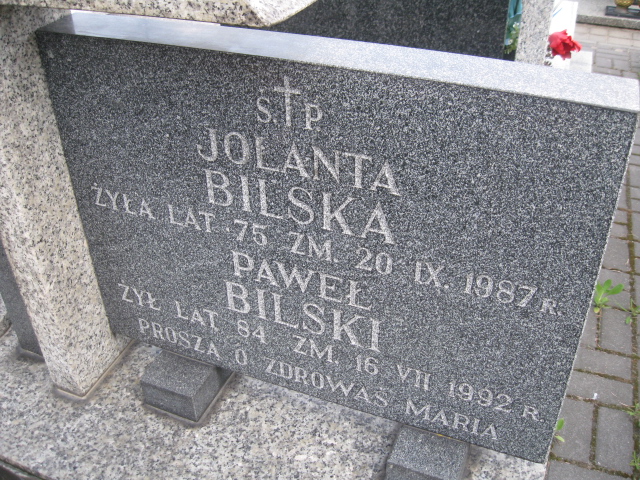 Ś.†P
JOLANTA
BILSKA
ŻYŁA LAT 75 ZM. 20 IX. 1987 R.
PAWEŁ
BILSKI
ŻYŁ LAT 84 ZM. 16 VII 1992 R.
PROSZĄ O ZDROWAŚ MARIA